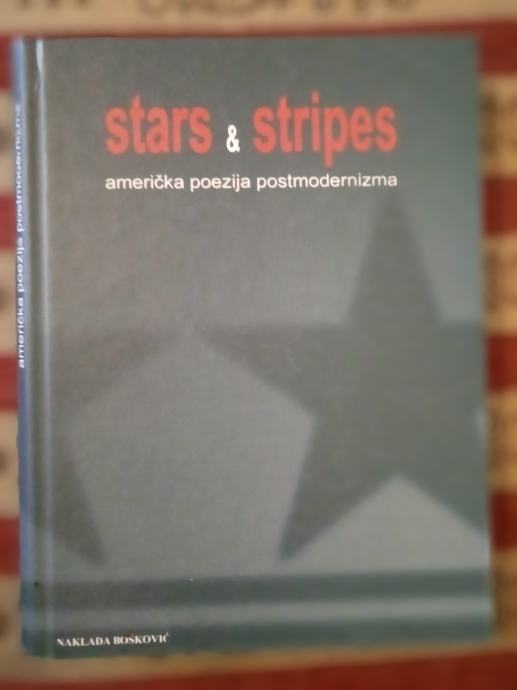 stars & stripes
američka poezija postmodernizma
NAKLADA BOŠKOVIĆ
američka poezija postmodernizma